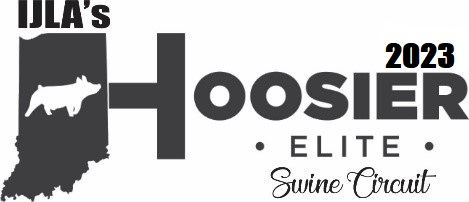 IJLA's
2023
HOOSIER
• ELITE •
Swine Circuit